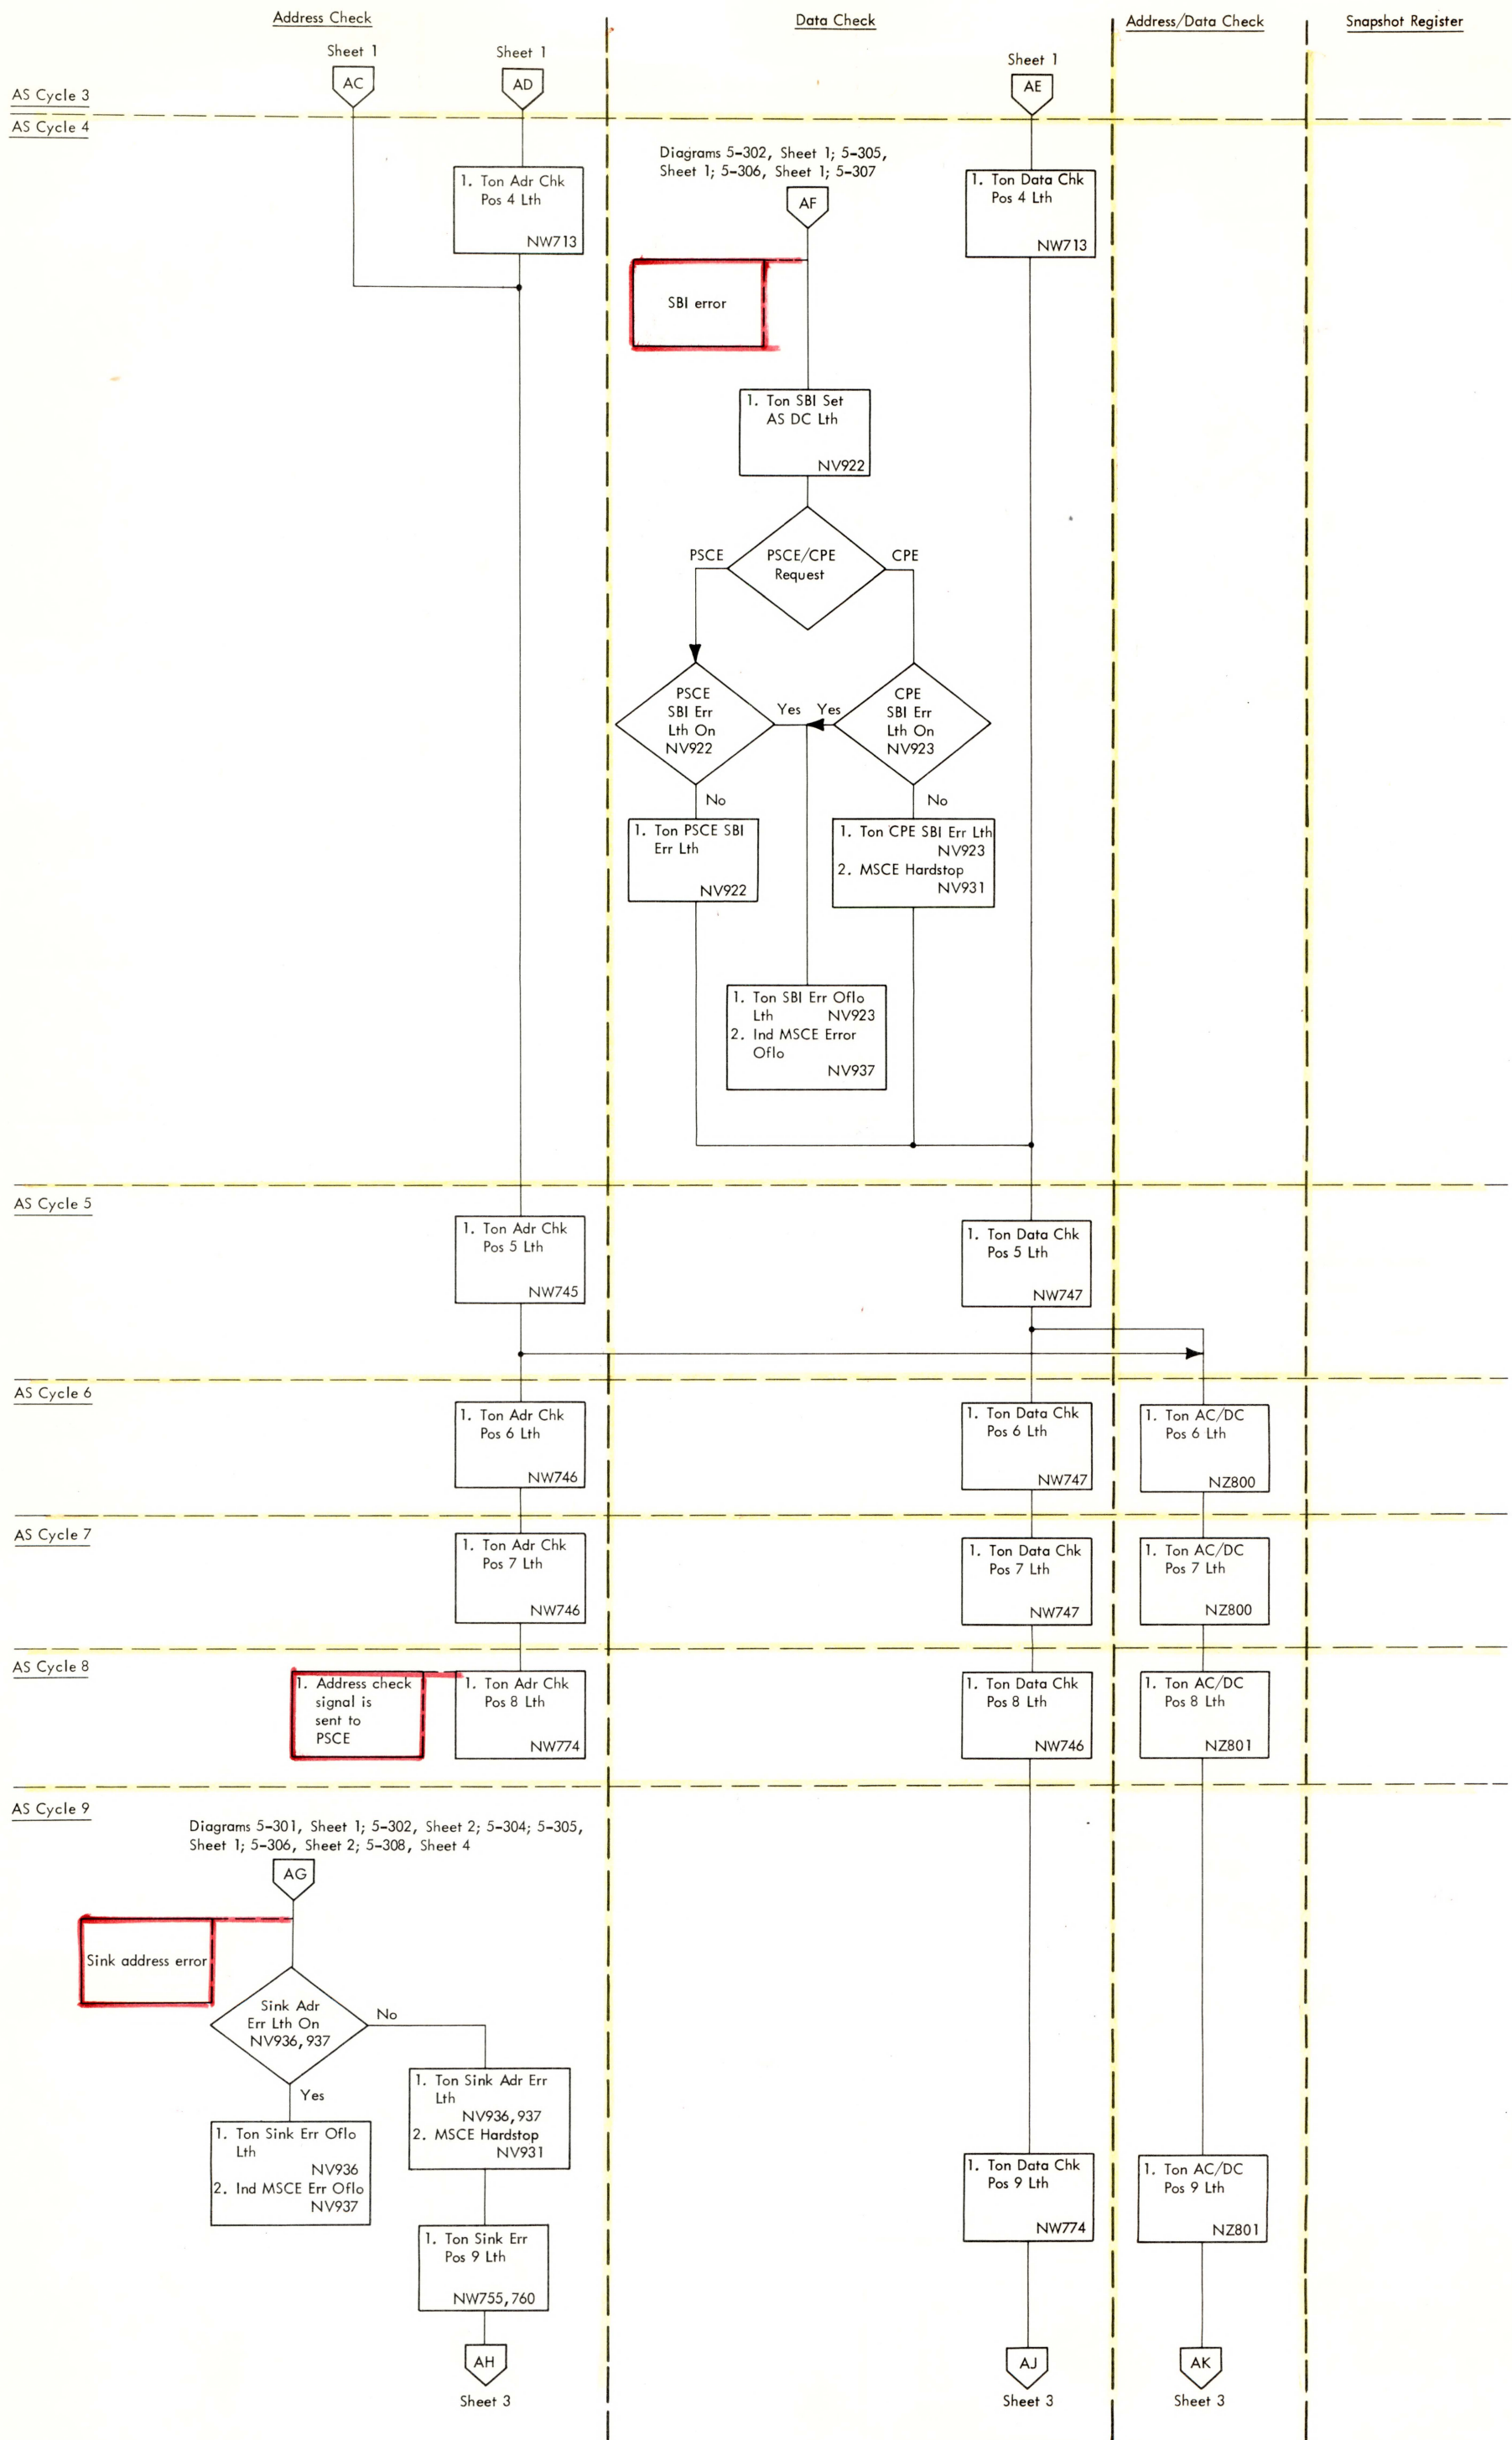 Address Check
Data Check
Address/Data Check
Snapshot Register
Sheet 1
Sheet 1
Sheet 1
AC
AD
AE
AS Cycle 3
AS Cycle 4
1. Ton Adr Chk
Pos 4 Lth
NW713
Diagrams 5-302, Sheet 1; 5-305,
Sheet 1; 5-306, Sheet 1; 5-307
AF
1. Ton Data Chk
Pos 4 Lth
NW713
SBI error
1. Ton SBI Set
AS DC Lth
NV922
PSCE
PSCE/CPE
Request
CPE
PSCE
SBI Err
Lth On
NV922
Yes
Yes
CPE
SBI Err
Lth On
NV923
No
No
1. Ton PSCE SBI
Err Lth
NV922
1. Ton CPE SBI Err Lth
NV923
2. MSCE Hardstop
NV931
1. Ton SBI Err Oflo
Lth NV923
2. Ind MSCE Error
Oflo
NV937
AS Cycle 5
1. Ton Adr Chk
Pos 5 Lth
NW745
1. Ton Data Chk
Pos 5 Lth
NW747
AS Cycle 6
1. Ton Adr Chk
Pos 6 Lth
NW746
1. Ton Data Chk
Pos 6 Lth
NW747
1. Ton AC/DC
Pos 6 Lth
NZ800
AS Cycle 7
1. Ton Adr Chk
Pos 7 Lth
NW746
1. Ton Data Chk
Pos 7 Lth
NW747
1. Ton AC/DC
Pos 7 Lth
NZ800
AS Cycle 8
1. Address check
signal is
sent to
PSCE
1. Ton Adr Chk
Pos 8 Lth
NW774
1. Ton Data Chk
Pos 8 Lth
NW746
1. Ton AC/DC
Pos 8 Lth
NZ801
AS Cycle 9
Diagrams 5-301, Sheet 1; 5-302, Sheet 2; 5-304; 5-305,
Sheet 1; 5-306, Sheet 2; 5-308, Sheet 4
AG
Sink address error
Sink Adr
Err Lth On
NV936,937
No
Yes
1. Ton Sink Err Oflo
Lth
NV936
2. Ind MSCE Err Oflo
NV937
1. Ton Sink Adr Err
Lth
NV936,937
2. MSCE Hardstop
NV931
1. Ton Sink Err
Pos 9 Lth
NW755,760
1. Ton Data Chk
Pos 9 Lth
NW774
1. Ton AC/DC
Pos 9 Lth
NZ801
AH
AJ
AK
Sheet 3
Sheet 3
Sheet 3